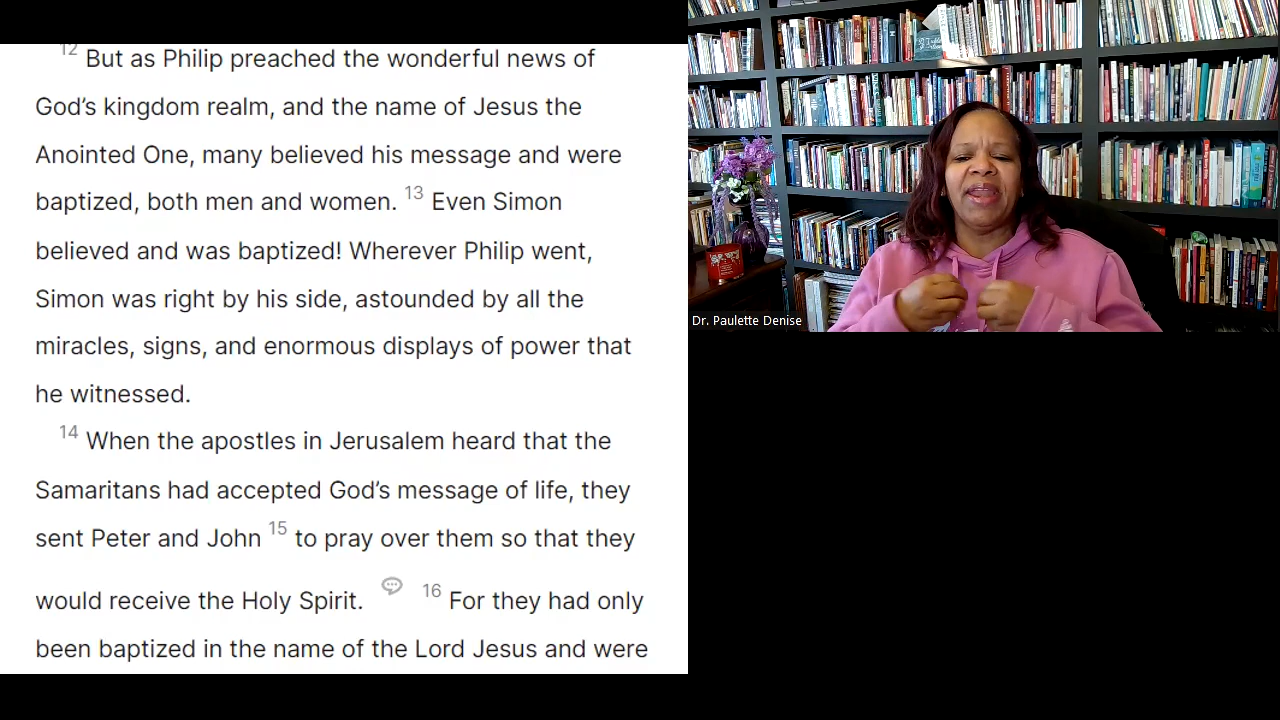 12 But as Philip preached the wonderful news of
God’s kingdom realm, and the name of Jesus the
Anointed One, many believed his message and were
baptized, both men and women. 13 Even Simon
believed and was baptized! Wherever Philip went,
Simon was right by his side, astounded by all the
miracles, signs, and enormous displays of power that
he witnessed.
14 When the apostles in Jerusalem heard that the
Samaritans had accepted God’s message of life, they
sent Peter and John 15 to pray over them so that they
would receive the Holy Spirit. 16 For they had only
been baptized in the name of the Lord Jesus and were
Dr. Paulette Denise